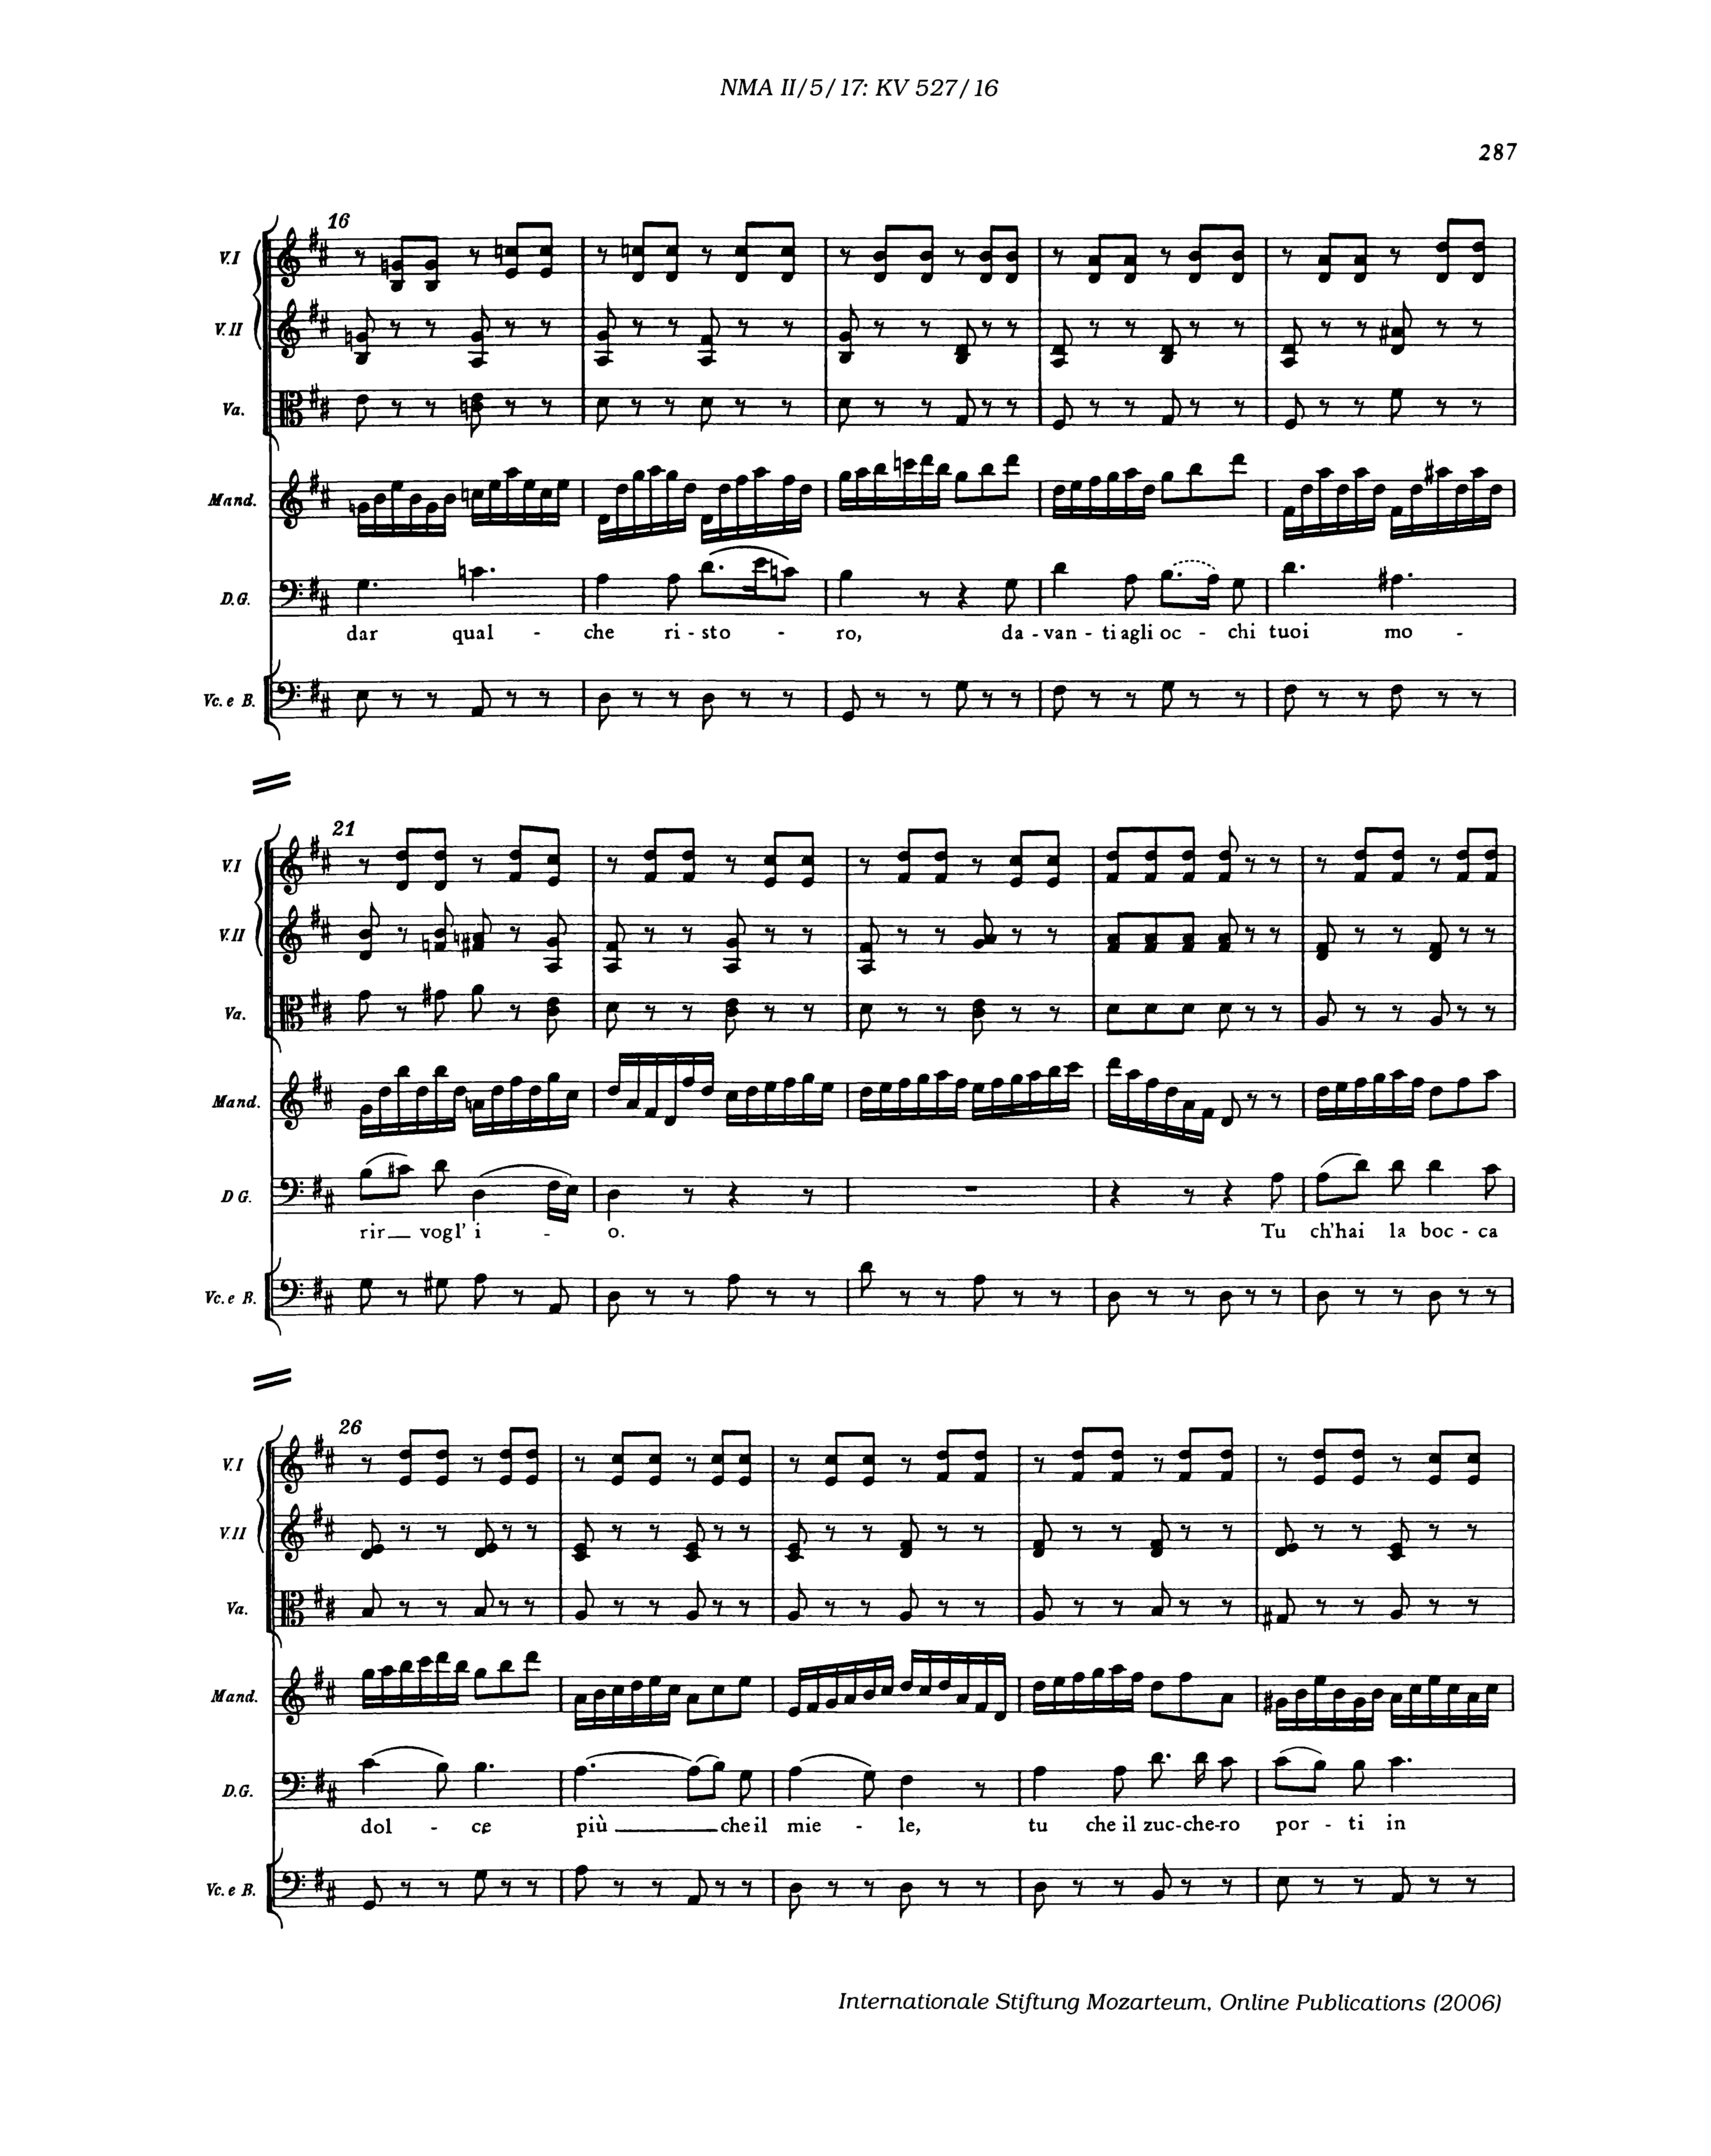 NMA II/5/17: KV 527/16
287
16
V.I
V.II
Va.
Mand.
D.G.
dar qual - che ri - sto - ro, da - van - ti agli oc - chi tuoi mo -
Vc. e B.
21
V.I
V.II
Va.
Mand.
D G.
rir vogl' i - o. Tu ch'hai la boc - ca
Vc. e B.
26
V.I
V.II
Va.
Mand.
D.G.
dol - ce più che il mie - le, tu che il zuc-che-ro por - ti in
Vc. e B.
Internationale Stiftung Mozarteum, Online Publications (2006)